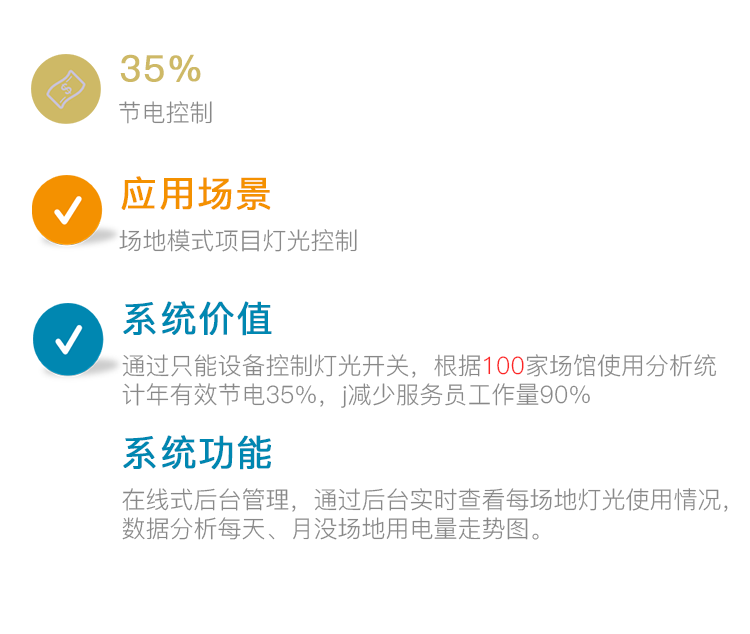 35%
节电控制
应用场景
场地模式项目灯光控制
系统价值
通过只能设备控制灯光开关，根据100家场馆使用分析统
计年有效节电35%，j减少服务员工作量90%
系统功能
在线式后台管理，通过后台实时查看每场地灯光使用情况，
数据分析每天、月没场地用电量走势图。